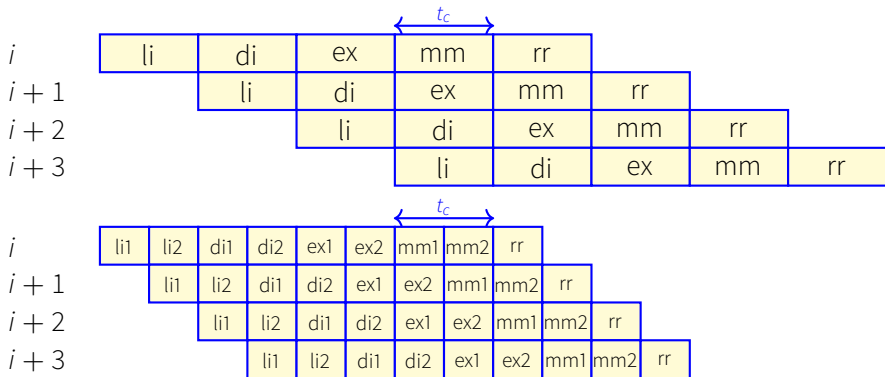 t_c
i li di ex mm rr
i + 1 li di ex mm rr
i + 2 li di ex mm rr
i + 3 li di ex mm rr
t_c
i li1 li2 di1 di2 ex1 ex2 mm1 mm2 rr
i + 1 li1 li2 di1 di2 ex1 ex2 mm1 mm2 rr
i + 2 li1 li2 di1 di2 ex1 ex2 mm1 mm2 rr
i + 3 li1 li2 di1 di2 ex1 ex2 mm1 mm2 rr